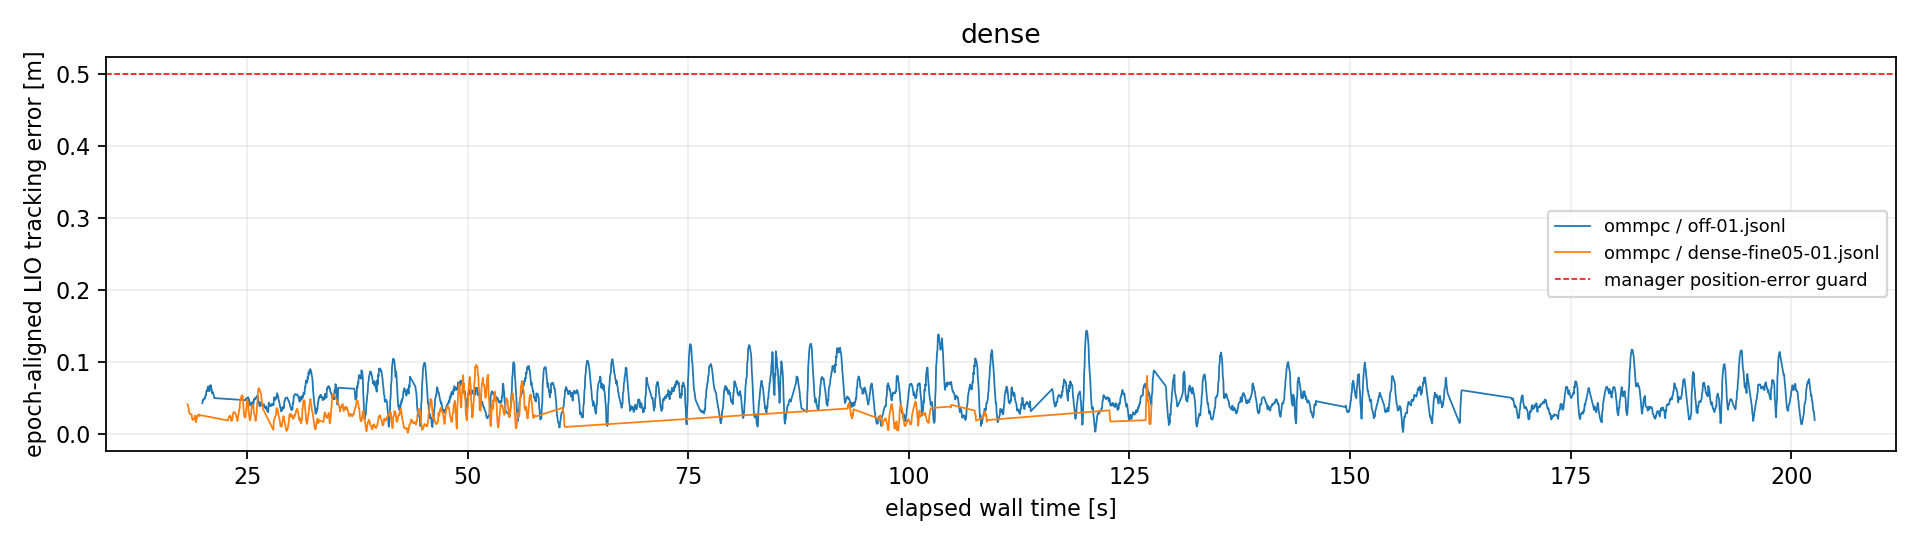 dense
epoch-aligned LIO tracking error [m]
0.5
0.4
0.3
0.2
0.1
0.0
ommpc / off-01.jsonl
ommpc / dense-fine05-01.jsonl
manager position-error guard
25
50
75
100
125
150
175
200
elapsed wall time [s]